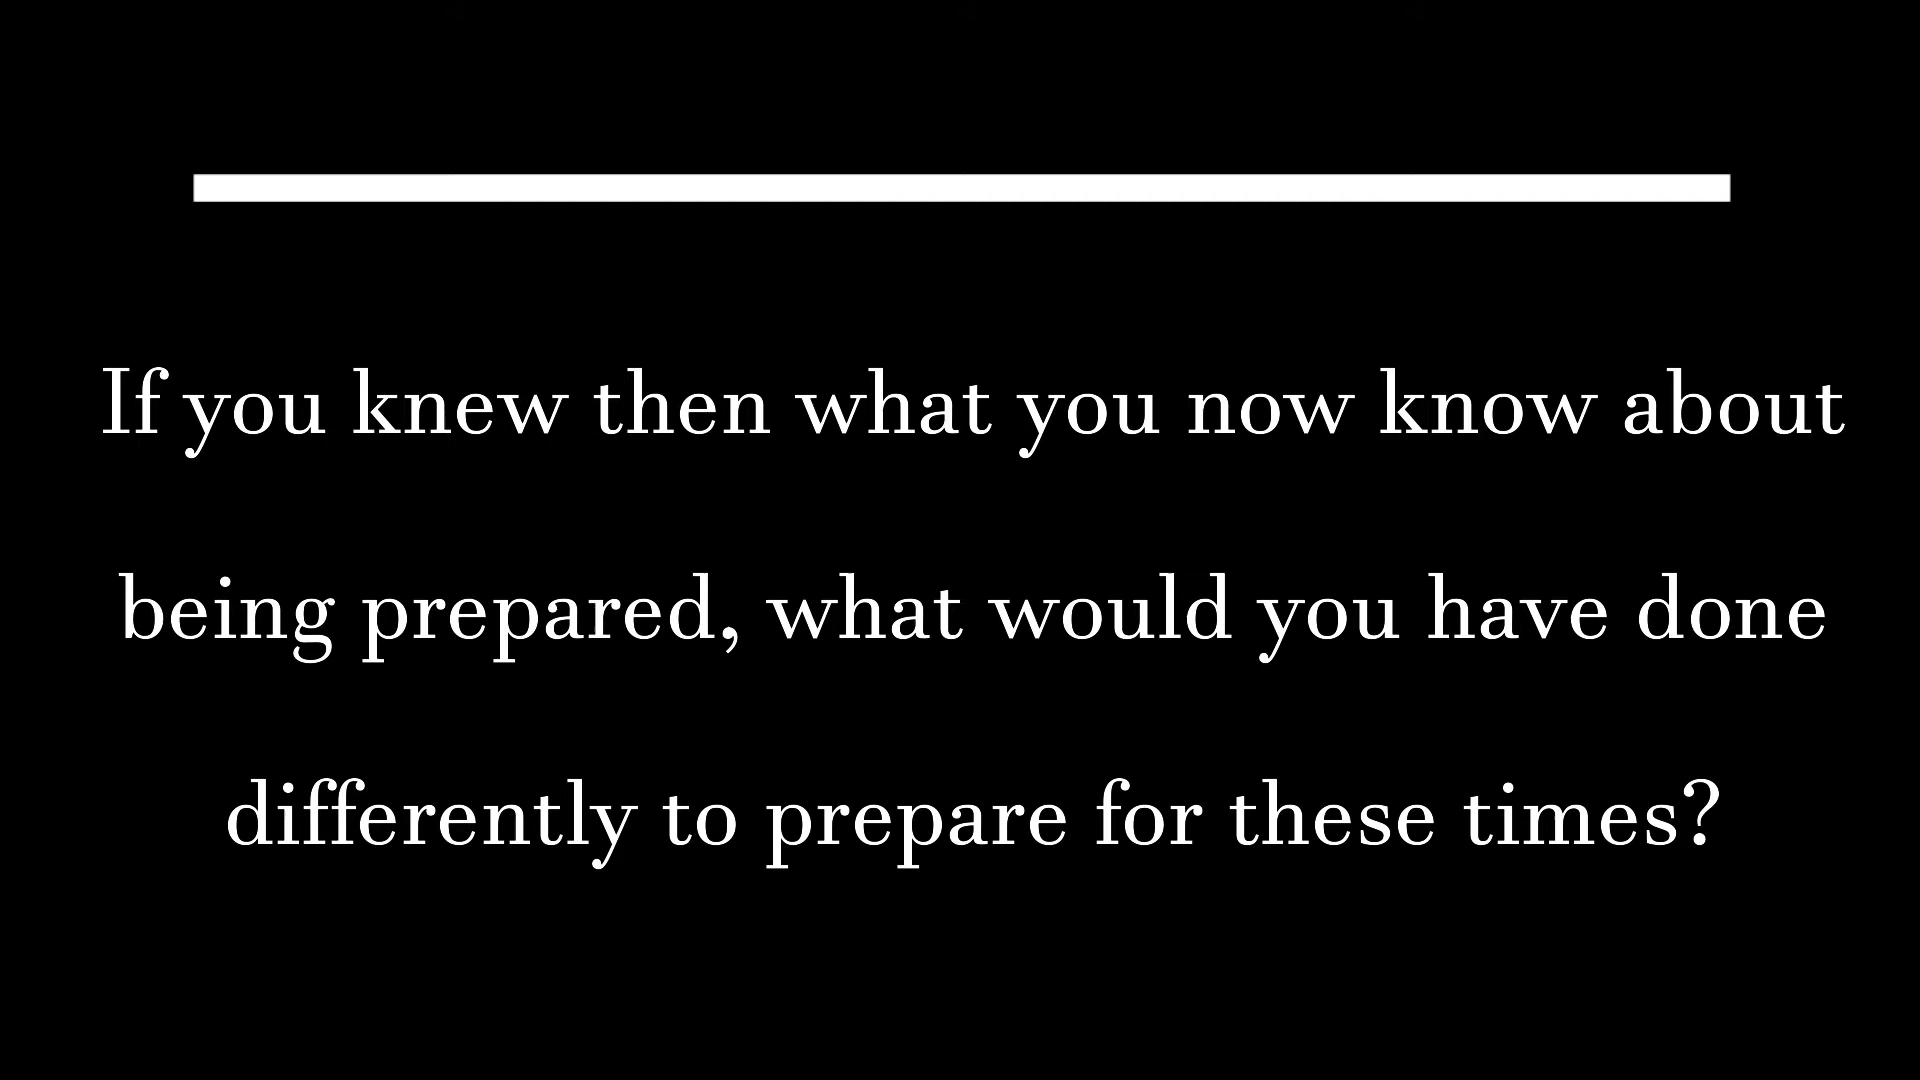 If you knew then what you now know about
being prepared, what would you have done
differently to prepare for these times?